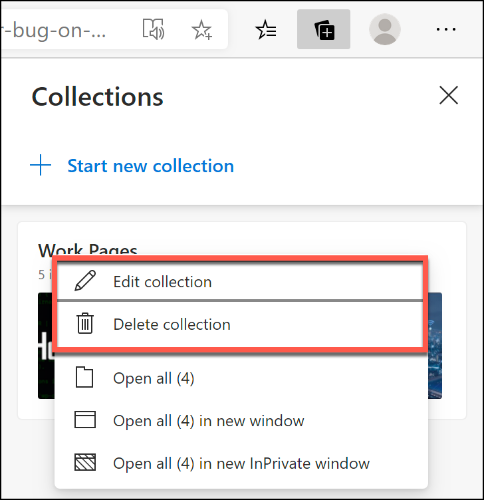 r-bug-on-...
Collections
Start new collection
Work Pages
5 i
Edit collection
Delete collection
Open all (4)
Open all (4) in new window
Open all (4) in new InPrivate window